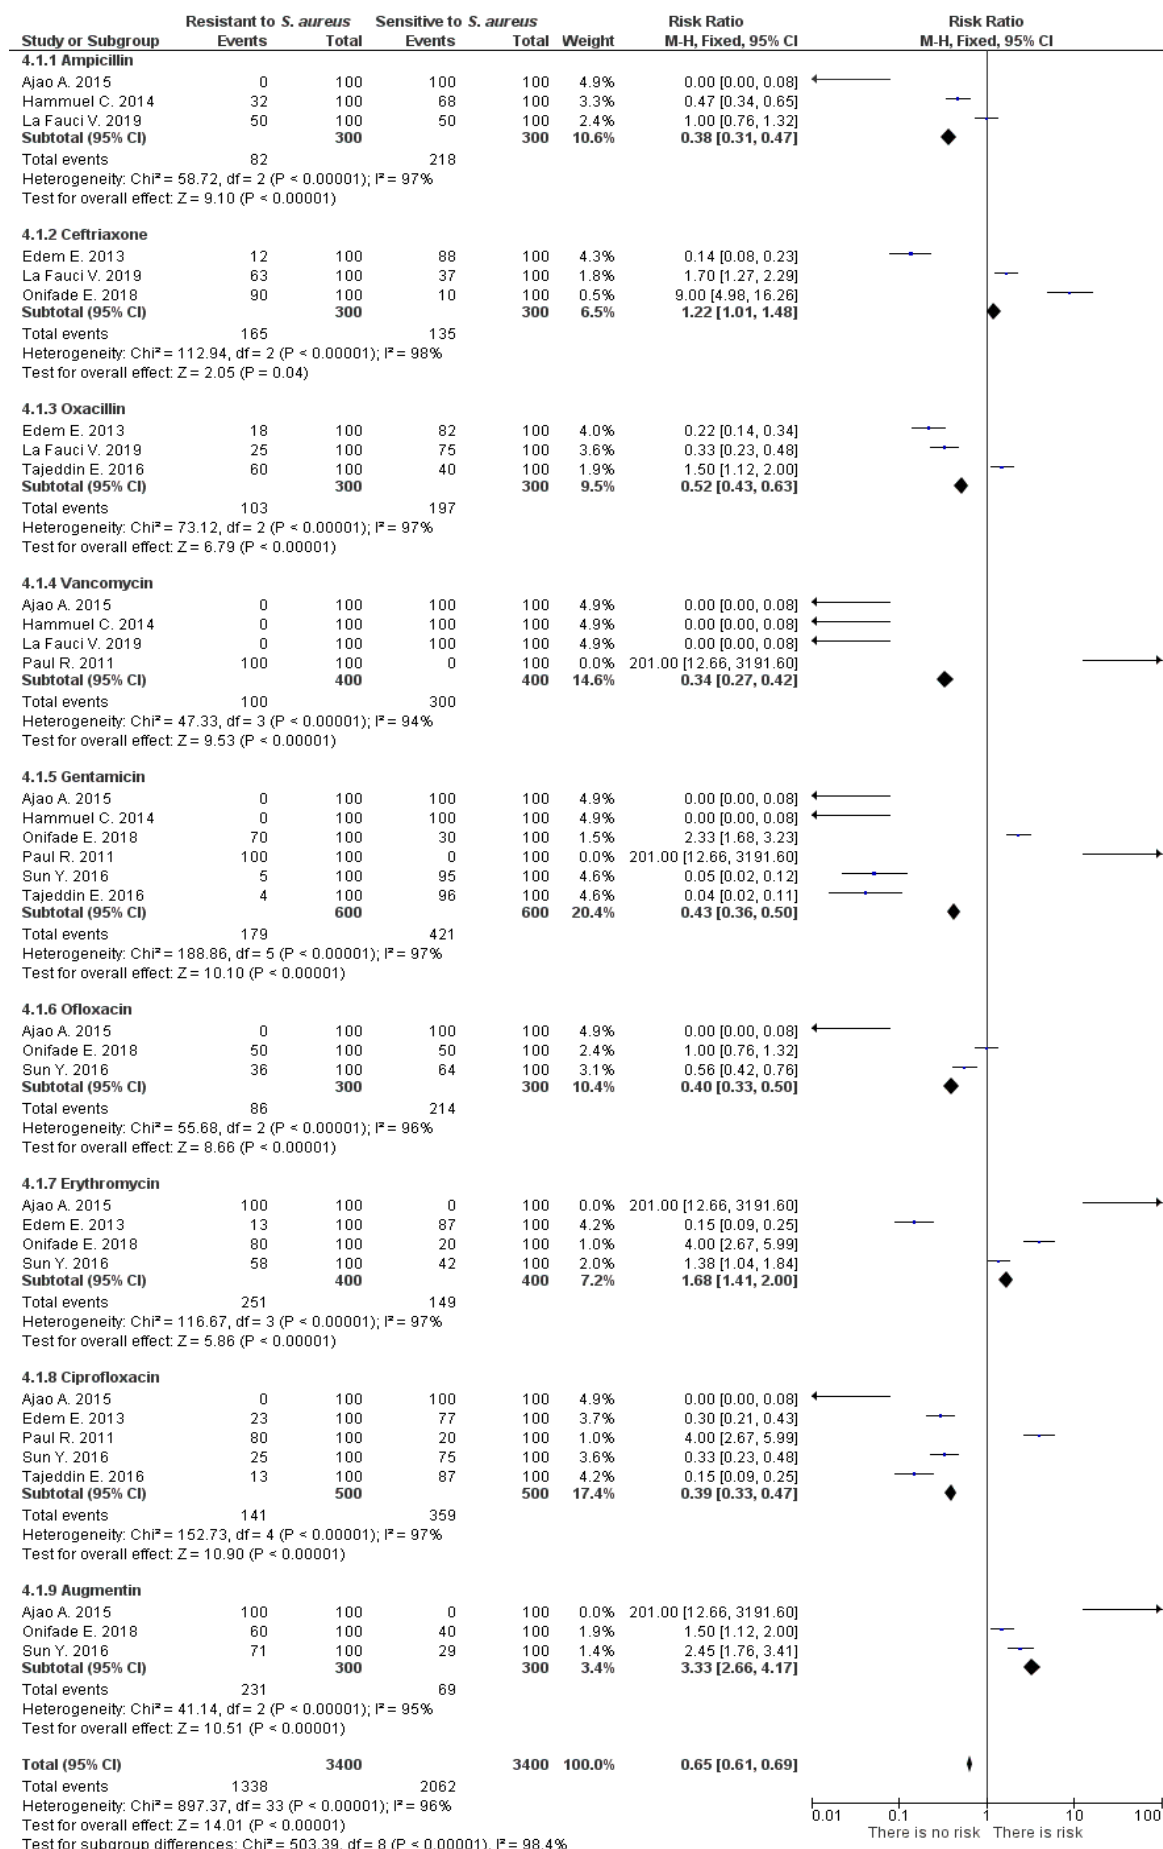 Resistant to S. aureus Sensitive to S. aureus Risk Ratio Risk Ratio
Study or Subgroup Events Total Events Total Weight M-H, Fixed, 95% CI M-H, Fixed, 95% CI
4.1.1 Ampicillin
Ajao A. 2015 0 100 100 100 4.9% 0.00 [0.00, 0.08]
Hammuel C. 2014 32 100 68 100 3.3% 0.47 [0.34, 0.65]
La Fauci V. 2019 50 100 50 100 2.4% 1.00 [0.76, 1.32]
Subtotal (95% CI) 300 300 10.6% 0.38 [0.31, 0.47]
Total events 82 218
Heterogeneity: Chi² = 58.72, df = 2 (P < 0.00001); I² = 97%
Test for overall effect: Z = 9.10 (P < 0.00001)
4.1.2 Ceftriaxone
Edem E. 2013 12 100 88 100 4.3% 0.14 [0.08, 0.23]
La Fauci V. 2019 63 100 37 100 1.8% 1.70 [1.27, 2.29]
Onifade E. 2018 90 100 10 100 0.5% 9.00 [4.98, 16.26]
Subtotal (95% CI) 300 300 6.5% 1.22 [1.01, 1.48]
Total events 165 135
Heterogeneity: Chi² = 112.94, df = 2 (P < 0.00001); I² = 98%
Test for overall effect: Z = 2.05 (P = 0.04)
4.1.3 Oxacillin
Edem E. 2013 18 100 82 100 4.0% 0.22 [0.14, 0.34]
La Fauci V. 2019 25 100 75 100 3.6% 0.33 [0.23, 0.48]
Tajeddin E. 2016 60 100 40 100 1.9% 1.50 [1.12, 2.00]
Subtotal (95% CI) 300 300 9.5% 0.52 [0.43, 0.63]
Total events 103 197
Heterogeneity: Chi² = 73.12, df = 2 (P < 0.00001); I² = 97%
Test for overall effect: Z = 6.79 (P < 0.00001)
4.1.4 Vancomycin
Ajao A. 2015 0 100 100 100 4.9% 0.00 [0.00, 0.08]
Hammuel C. 2014 0 100 100 100 4.9% 0.00 [0.00, 0.08]
La Fauci V. 2019 0 100 100 100 4.9% 0.00 [0.00, 0.08]
Paul R. 2011 100 100 0 100 0.0% 201.00 [12.66, 3191.60]
Subtotal (95% CI) 400 400 14.6% 0.34 [0.27, 0.42]
Total events 100 300
Heterogeneity: Chi² = 47.33, df = 3 (P < 0.00001); I² = 94%
Test for overall effect: Z = 9.53 (P < 0.00001)
4.1.5 Gentamicin
Ajao A. 2015 0 100 100 100 4.9% 0.00 [0.00, 0.08]
Hammuel C. 2014 0 100 100 100 4.9% 0.00 [0.00, 0.08]
Onifade E. 2018 70 100 30 100 1.5% 2.33 [1.68, 3.23]
Paul R. 2011 100 100 0 100 0.0% 201.00 [12.66, 3191.60]
Sun Y. 2016 5 100 95 100 4.6% 0.05 [0.02, 0.12]
Tajeddin E. 2016 4 100 96 100 4.6% 0.04 [0.02, 0.11]
Subtotal (95% CI) 600 600 20.4% 0.43 [0.36, 0.50]
Total events 179 421
Heterogeneity: Chi² = 188.86, df = 5 (P < 0.00001); I² = 97%
Test for overall effect: Z = 10.10 (P < 0.00001)
4.1.6 Ofloxacin
Ajao A. 2015 0 100 100 100 4.9% 0.00 [0.00, 0.08]
Onifade E. 2018 50 100 50 100 2.4% 1.00 [0.76, 1.32]
Sun Y. 2016 36 100 64 100 3.1% 0.56 [0.42, 0.76]
Subtotal (95% CI) 300 300 10.4% 0.40 [0.33, 0.50]
Total events 86 214
Heterogeneity: Chi² = 55.68, df = 2 (P < 0.00001); I² = 96%
Test for overall effect: Z = 8.66 (P < 0.00001)
4.1.7 Erythromycin
Ajao A. 2015 100 100 0 100 0.0% 201.00 [12.66, 3191.60]
Edem E. 2013 13 100 87 100 4.2% 0.15 [0.09, 0.25]
Onifade E. 2018 80 100 20 100 1.0% 4.00 [2.67, 5.99]
Sun Y. 2016 58 100 42 100 2.0% 1.38 [1.04, 1.84]
Subtotal (95% CI) 400 400 7.2% 1.68 [1.41, 2.00]
Total events 251 149
Heterogeneity: Chi² = 116.67, df = 3 (P < 0.00001); I² = 97%
Test for overall effect: Z = 5.86 (P < 0.00001)
4.1.8 Ciprofloxacin
Ajao A. 2015 0 100 100 100 4.9% 0.00 [0.00, 0.08]
Edem E. 2013 23 100 77 100 3.7% 0.30 [0.21, 0.43]
Paul R. 2011 80 100 20 100 1.0% 4.00 [2.67, 5.99]
Sun Y. 2016 25 100 75 100 3.6% 0.33 [0.23, 0.48]
Tajeddin E. 2016 13 100 87 100 4.2% 0.15 [0.09, 0.25]
Subtotal (95% CI) 500 500 17.4% 0.39 [0.33, 0.47]
Total events 141 359
Heterogeneity: Chi² = 152.73, df = 4 (P < 0.00001); I² = 97%
Test for overall effect: Z = 10.90 (P < 0.00001)
4.1.9 Augmentin
Ajao A. 2015 100 100 0 100 0.0% 201.00 [12.66, 3191.60]
Onifade E. 2018 60 100 40 100 1.9% 1.50 [1.12, 2.00]
Sun Y. 2016 71 100 29 100 1.4% 2.45 [1.76, 3.41]
Subtotal (95% CI) 300 300 3.4% 3.33 [2.66, 4.17]
Total events 231 69
Heterogeneity: Chi² = 41.14, df = 2 (P < 0.00001); I² = 95%
Test for overall effect: Z = 10.51 (P < 0.00001)
Total (95% CI) 3400 3400 100.0% 0.65 [0.61, 0.69]
Total events 1338 2062
Heterogeneity: Chi² = 897.37, df = 33 (P < 0.00001); I² = 96%
Test for overall effect: Z = 14.01 (P < 0.00001)
Test for subgroup differences: Chi² = 503.39, df = 8 (P < 0.00001), I² = 98.4%
0.01 0.1 1 10 100
There is no risk There is risk